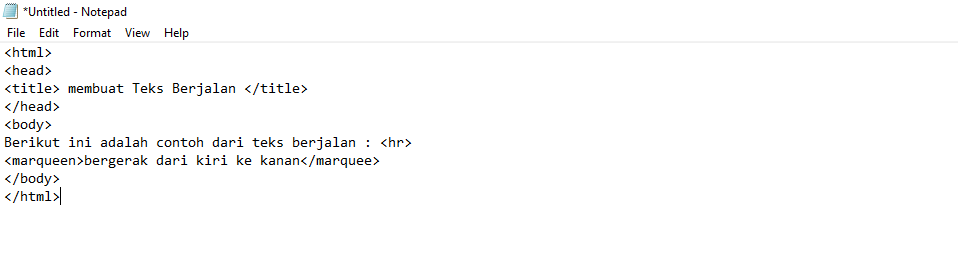 *Untitled - Notepad
File Edit Format View Help
<html>
<head>
<title> membuat Teks Berjalan </title>
</head>
<body>
Berikut ini adalah contoh dari teks berjalan : <hr>
<marqueen>bergerak dari kiri ke kanan</marquee>
</body>
</html>